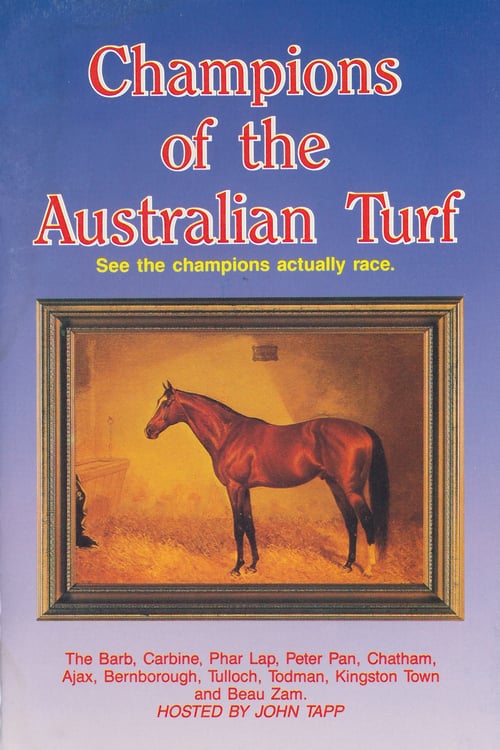 Champions
of the
Australian Turf
See the champions actually race.
The Barb, Carbine, Phar Lap, Peter Pan, Chatham,
Ajax, Bernborough, Tulloch, Todman, Kingston Town
and Beau Zam.
HOSTED BY JOHN TAPP